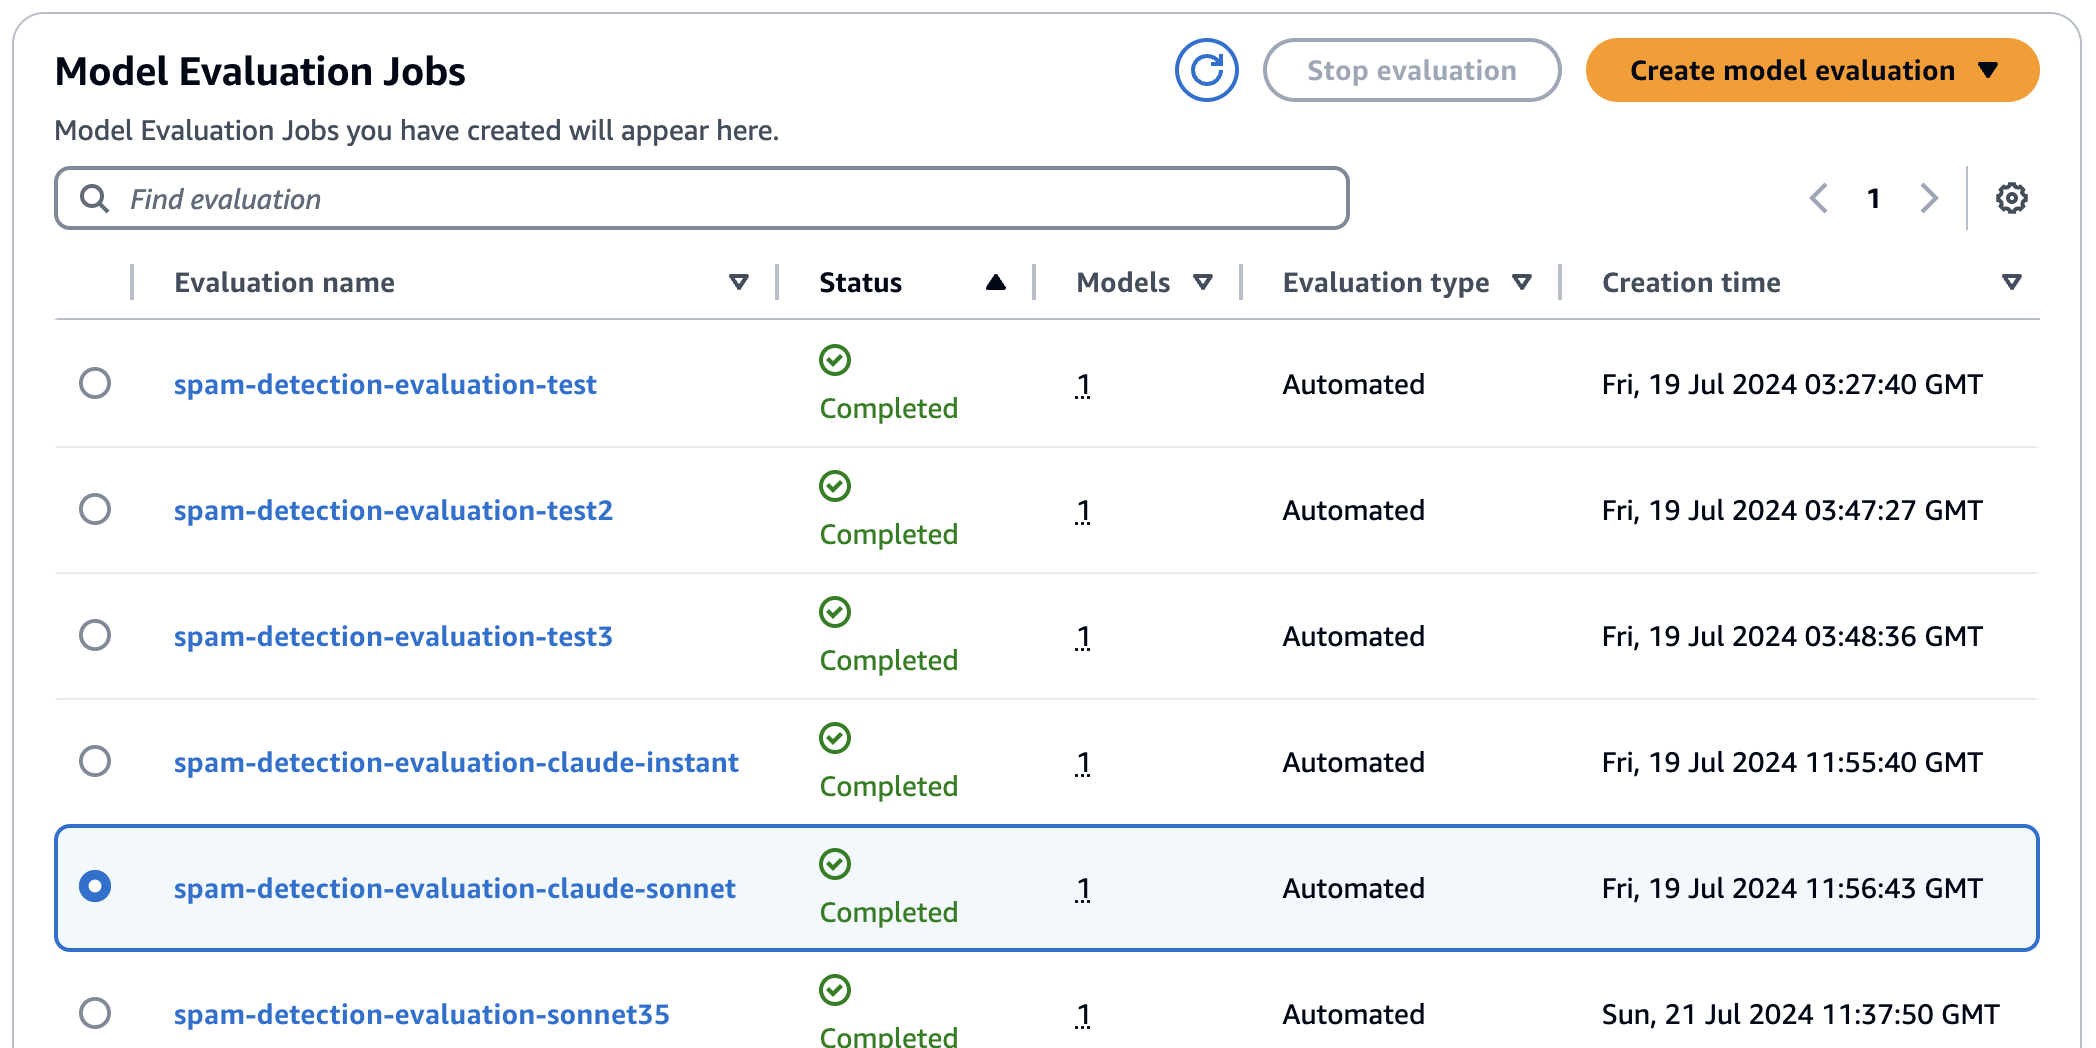 Model Evaluation Jobs
Stop evaluation
Create model evaluation
Model Evaluation Jobs you have created will appear here.
Find evaluation
1
Evaluation name Status Models Evaluation type Creation time
spam-detection-evaluation-test Completed 1 Automated Fri, 19 Jul 2024 03:27:40 GMT
spam-detection-evaluation-test2 Completed 1 Automated Fri, 19 Jul 2024 03:47:27 GMT
spam-detection-evaluation-test3 Completed 1 Automated Fri, 19 Jul 2024 03:48:36 GMT
spam-detection-evaluation-claude-instant Completed 1 Automated Fri, 19 Jul 2024 11:55:40 GMT
spam-detection-evaluation-claude-sonnet Completed 1 Automated Fri, 19 Jul 2024 11:56:43 GMT
spam-detection-evaluation-sonnet35 Completed 1 Automated Sun, 21 Jul 2024 11:37:50 GMT